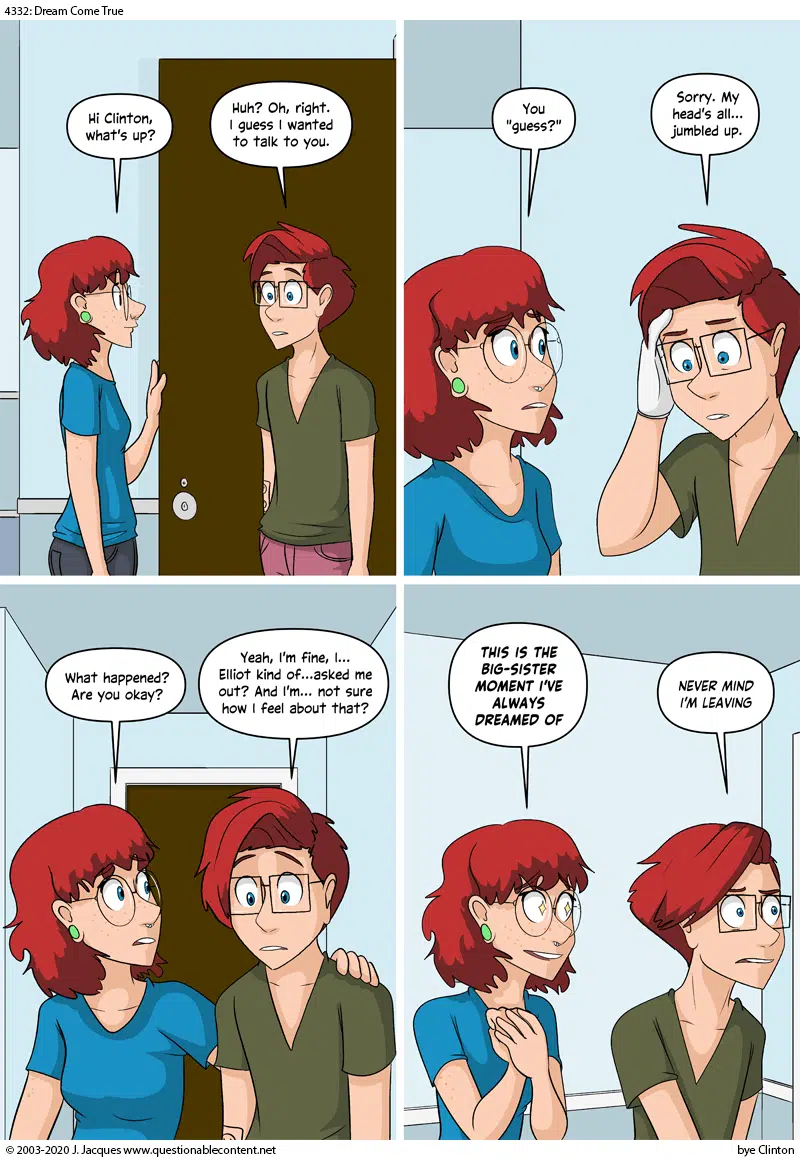 4332: Dream Come True
Hi Clinton,
what's up?
Huh? Oh, right.
I guess I wanted
to talk to you.
You
"guess?"
Sorry. My
head's all...
jumbled up.
What happened?
Are you okay?
Yeah, I'm fine, I...
Elliot kind of...asked me
out? And I'm... not sure
how I feel about that?
THIS IS THE
BIG-SISTER
MOMENT I'VE
ALWAYS
DREAMED OF
NEVER MIND
I'M LEAVING
© 2003-2020 J. Jacques www.questionablecontent.net
bye Clinton